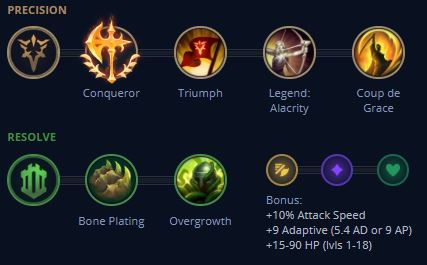 PRECISION
Conqueror
Triumph
Legend:
Alacrity
Coup de
Grace
RESOLVE
Bone Plating
Overgrowth
Bonus:
+10% Attack Speed
+9 Adaptive (5.4 AD or 9 AP)
+15-90 HP (lvls 1-18)